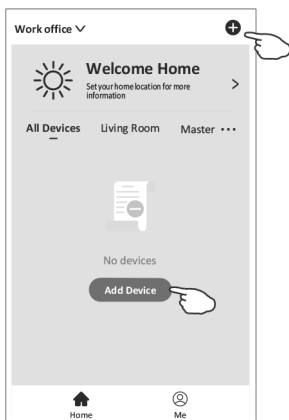 Work office
Welcome Home
Set your home location for more
information
All Devices Living Room Master ...
No devices
Add Device
Home Me